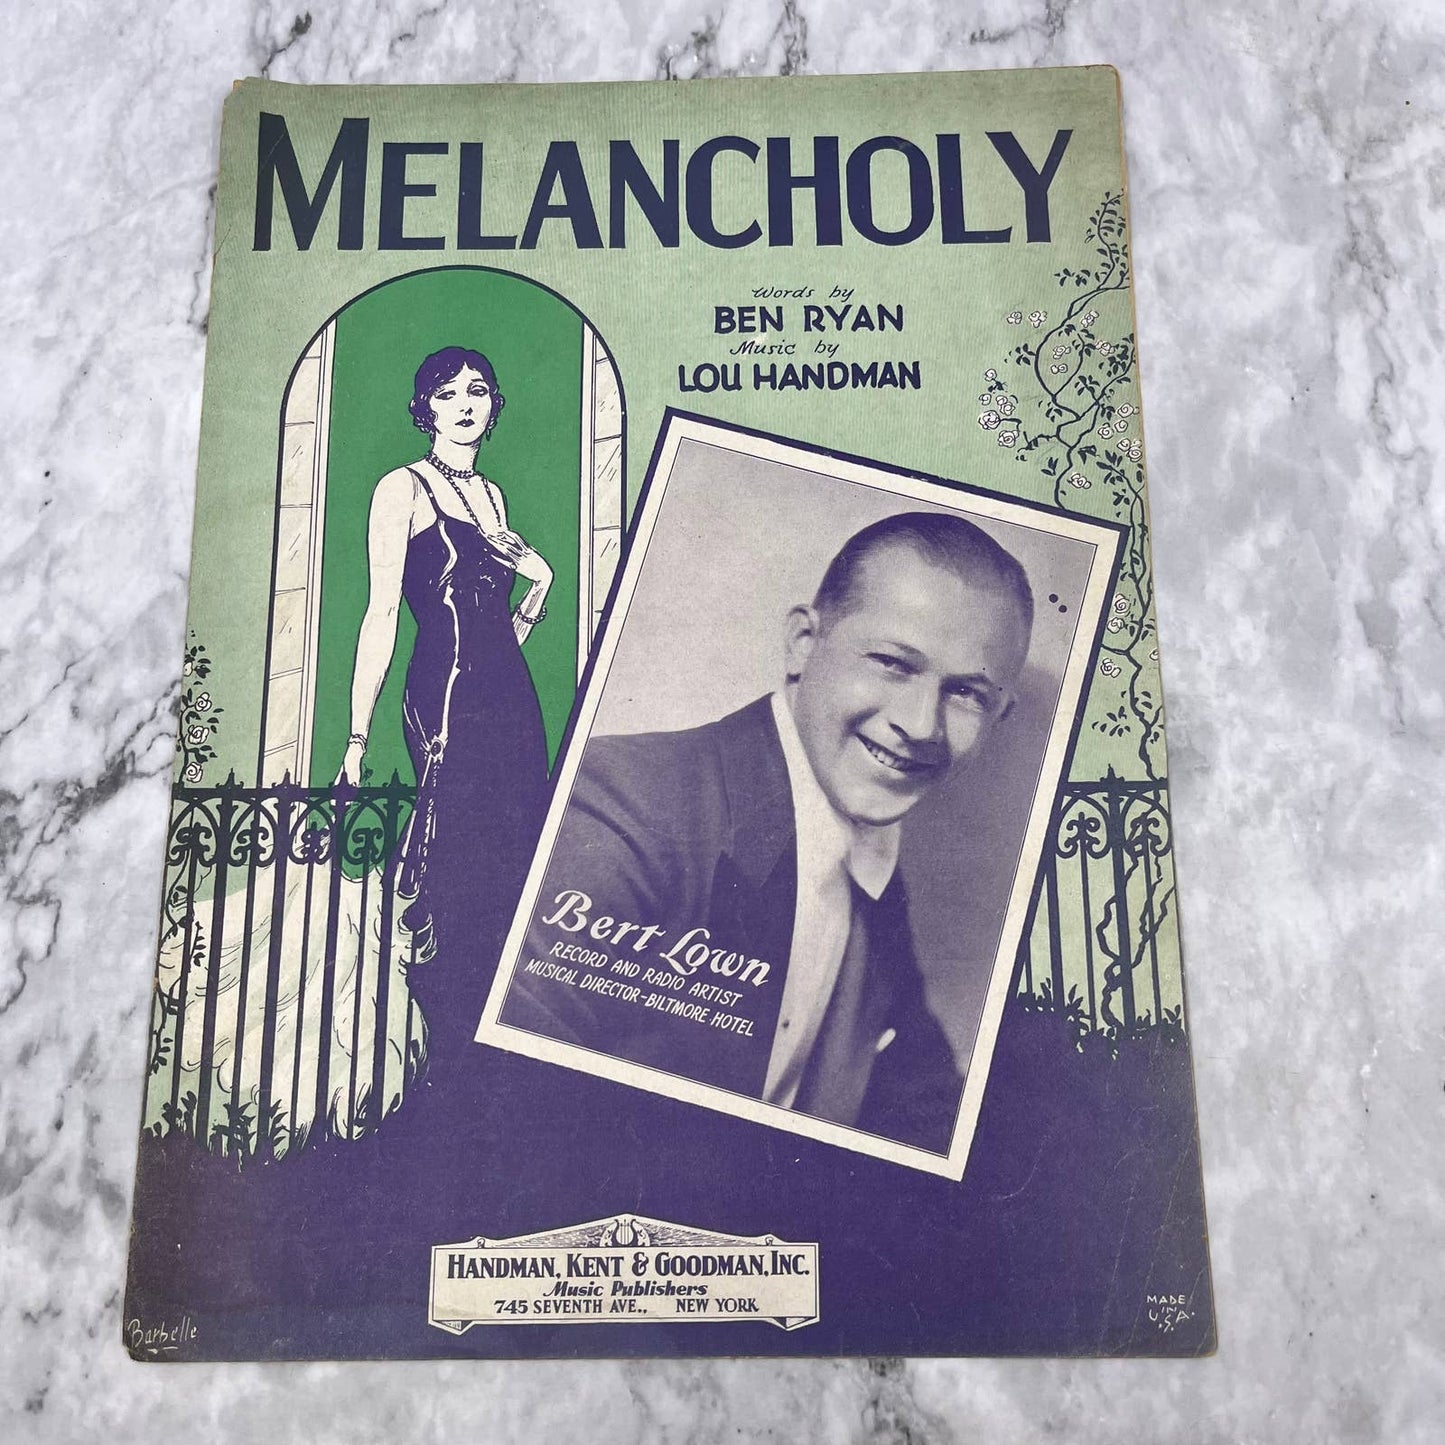 MELANCHOLY
Words by
BEN RYAN
Music by
LOU HANDMAN
Bert Lown
RECORD AND RADIO ARTIST
MUSICAL DIRECTOR-BILTMORE HOTEL
HANDMAN, KENT & GOODMAN, INC.
Music Publishers
745 SEVENTH AVE., NEW YORK
Barbelle
MADE
IN
U.S.A.